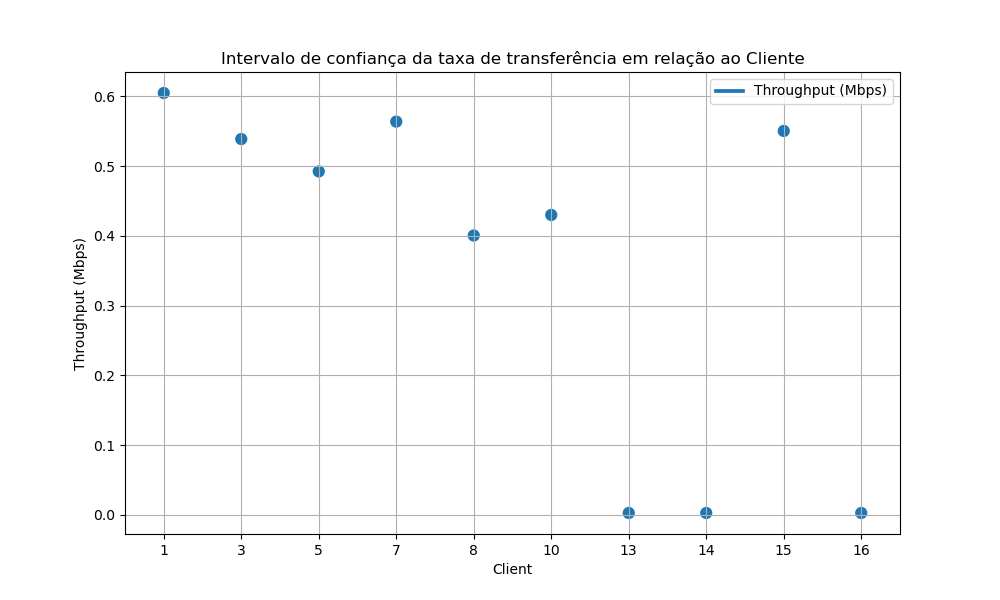 Intervalo de confiança da taxa de transferência em relação ao Cliente
Throughput (Mbps)
0.6
0.5
0.4
0.3
0.2
0.1
0.0
Throughput (Mbps)
1 3 5 7 8 10 13 14 15 16
Client